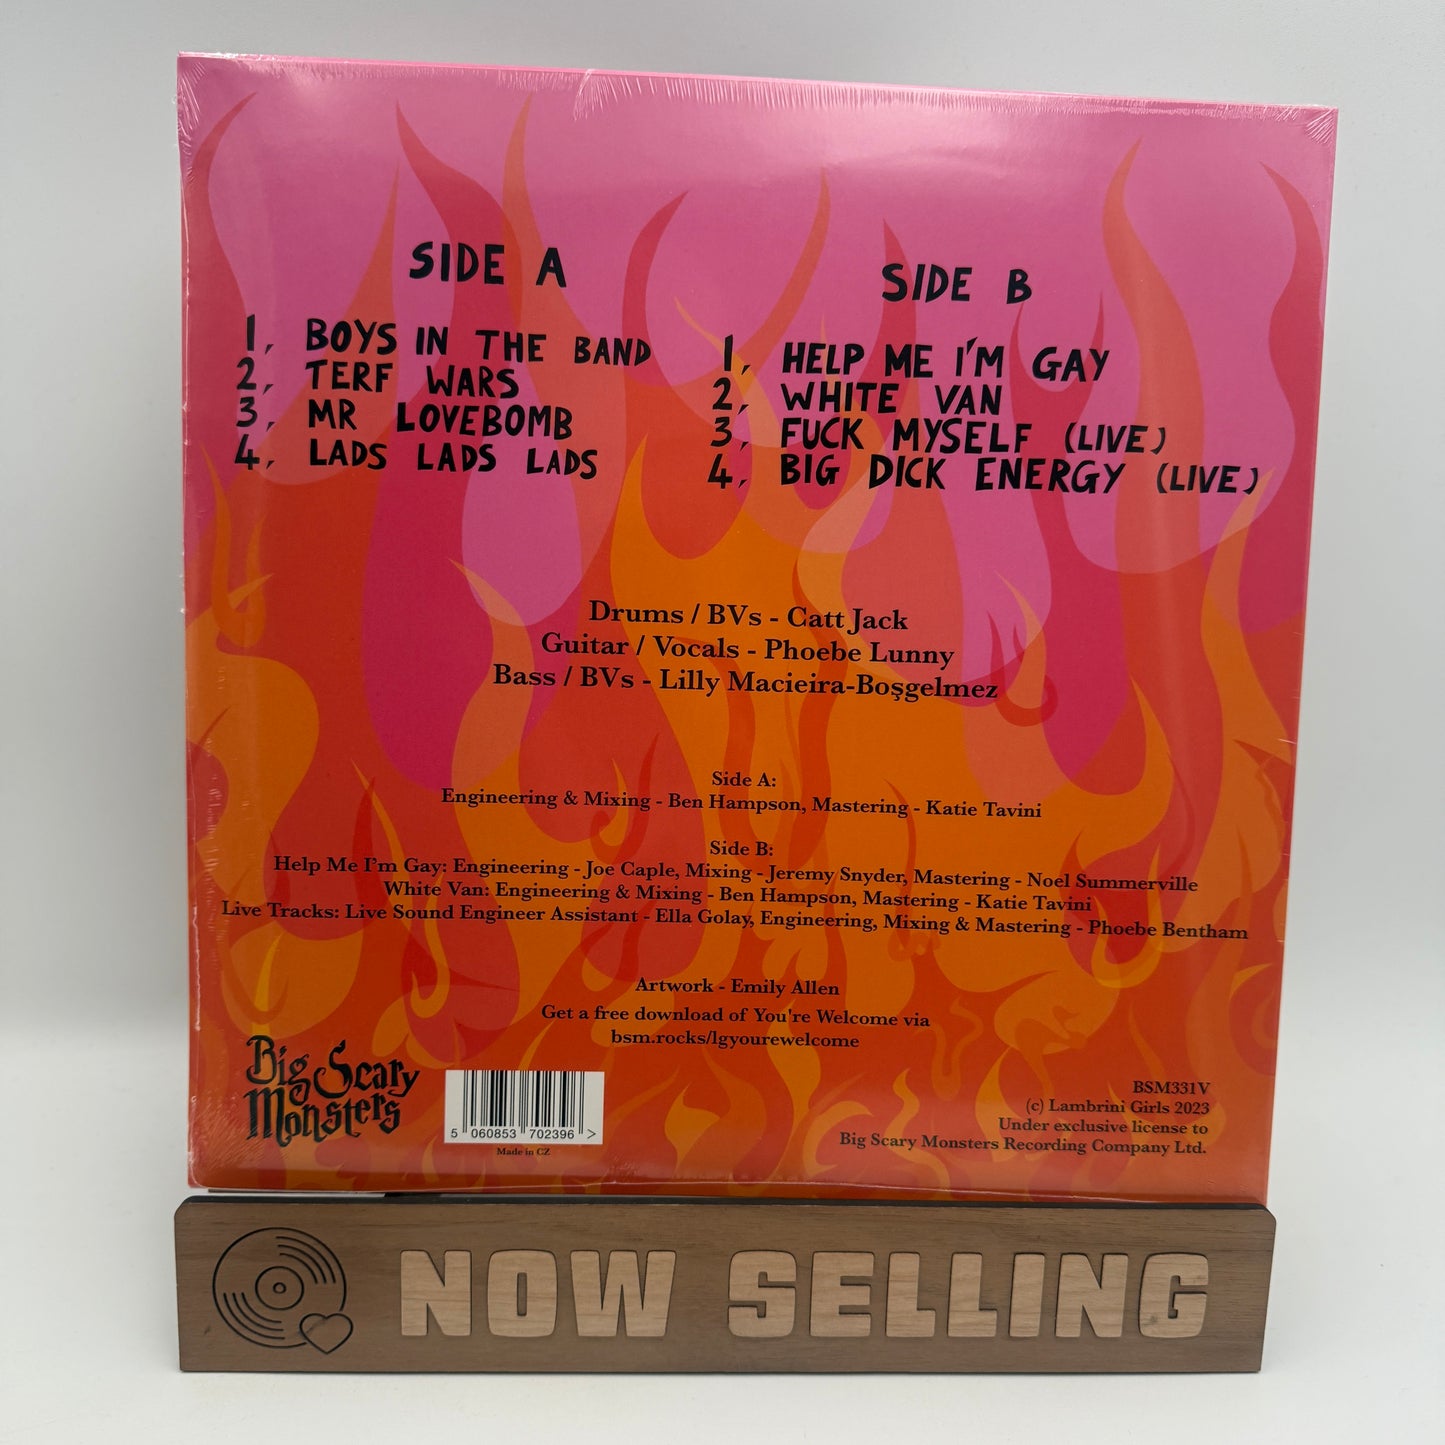 SIDE A
1, BOYS IN THE BAND
2, TERF WARS
3, MR LOVEBOMB
4, LADS LADS LADS
SIDE B
1, HELP ME I'M GAY
2, WHITE VAN
3, FUCK MYSELF (LIVE)
4, BIG DICK ENERGY (LIVE)
Drums / BVs - Catt Jack
Guitar / Vocals - Phoebe Lunny
Bass / BVs - Lilly Macieira-Boşgelmez
Side A:
Engineering & Mixing - Ben Hampson, Mastering - Katie Tavini
Side B:
Help Me I'm Gay: Engineering - Joe Caple, Mixing - Jeremy Snyder, Mastering - Noel Summerville
White Van: Engineering & Mixing - Ben Hampson, Mastering - Katie Tavini
Live Tracks: Live Sound Engineer Assistant - Ella Golay, Engineering, Mixing & Mastering - Phoebe Bentham
Artwork - Emily Allen
Get a free download of You're Welcome via
bsm.rocks/lgyourewelcome
Big Scary
Monsters
5 060853 702396 >
Made in CZ
BSM331V
(c) Lambrini Girls 2023
Under exclusive license to
Big Scary Monsters Recording Company Ltd.
NOW SELLING